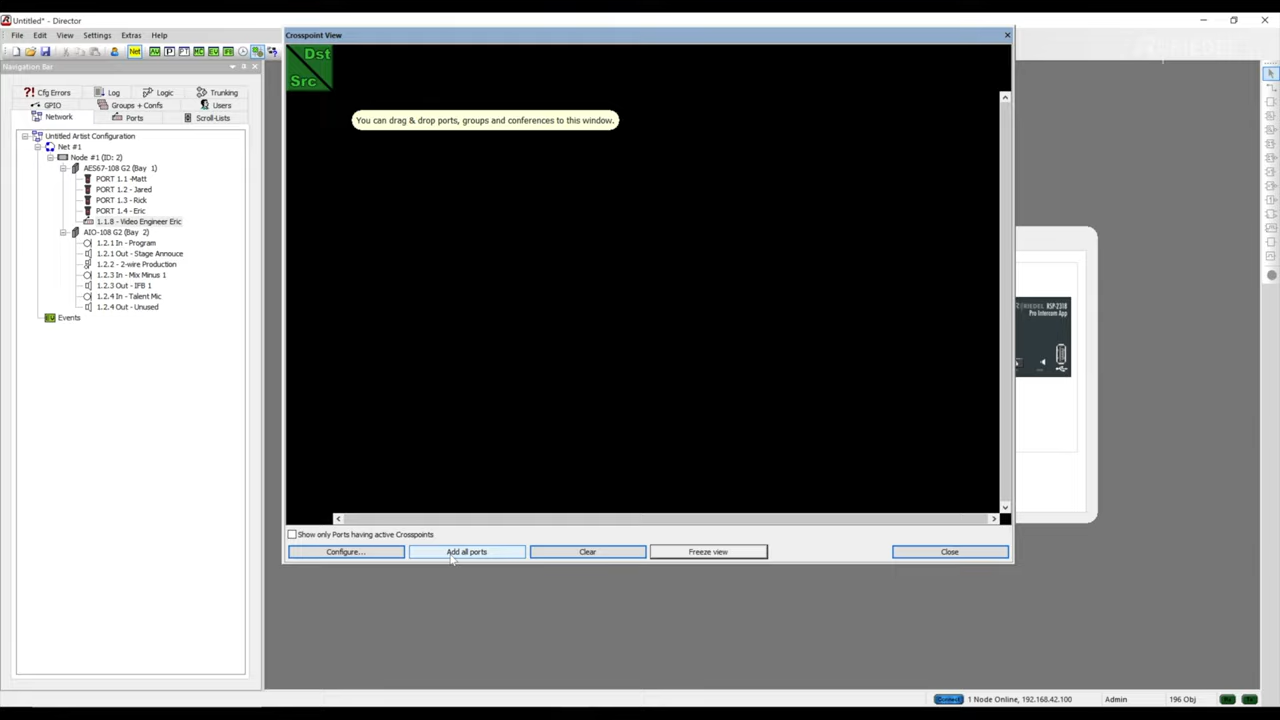 Untitled* - Director
File Edit View Settings Extras Help
Net
Navigation Bar
Cfg Errors Log Logic Trunking
GPIO Groups + Confs Users
Network Ports Scroll-Lists
Untitled Artist Configuration
Net #1
Node #1 (ID: 2)
AES67-108 G2 (Bay 1)
PORT 1.1 -Matt
PORT 1.2 - Jared
PORT 1.3 - Rick
PORT 1.4 - Eric
1.1.8 - Video Engineer Eric
AIO-108 G2 (Bay 2)
1.2.1 In - Program
1.2.1 Out - Stage Annouce
1.2.2 - 2-wire Production
1.2.3 In - Mix Minus 1
1.2.3 Out - IFB 1
1.2.4 In - Talent Mic
1.2.4 Out - Unused
Events
Crosspoint View
Dst
Src
You can drag & drop ports, groups and conferences to this window.
Show only Ports having active Crosspoints
Configure... Add all ports Clear Freeze view Close
RIEDEL RSP-2318
Pro Intercom App
1 Node Online, 192.168.42.100 Admin 196 Obj